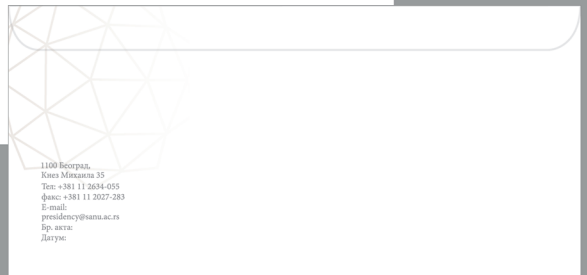 1100 Београд,
Кнез Михаила 35
Тел: +381 11 2634-055
факс: +381 11 2027-283
E-mail:
presidency@sanu.ac.rs
Бр. акта:
Датум: